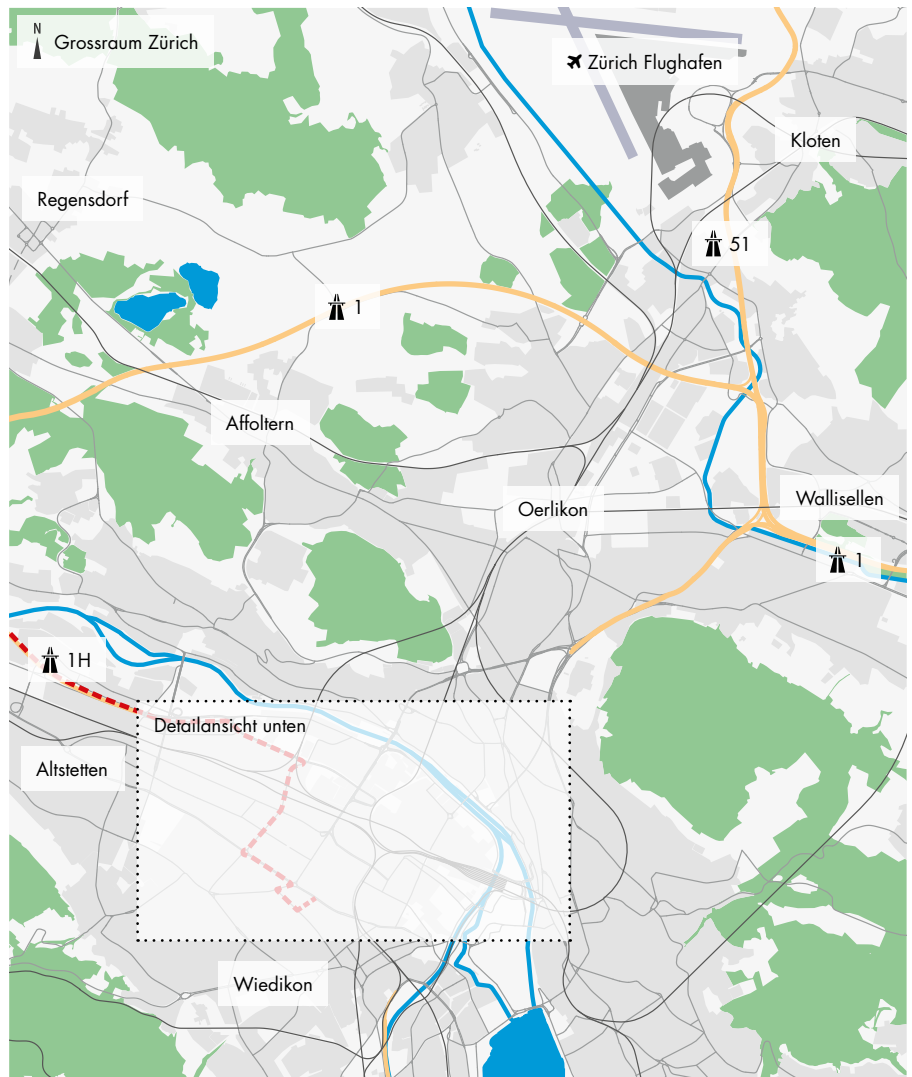 N
Grossraum Zürich
Zürich Flughafen
Kloten
Regensdorf
51
1
Affoltern
Wallisellen
Oerlikon
1
1H
Detailansicht unten
Altstetten
Wiedikon